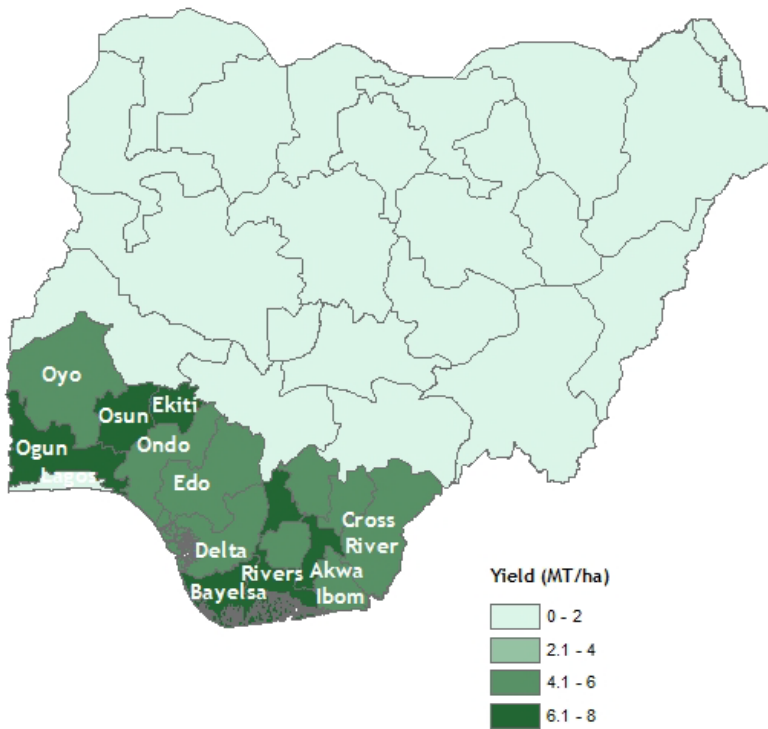 Oyo
Osun
Ekiti
Ogun
Ondo
Lagos
Edo
Cross
River
Delta
Rivers
Akwa
Ibom
Bayelsa
Yield (MT/ha)
0 - 2
2.1 - 4
4.1 - 6
6.1 - 8